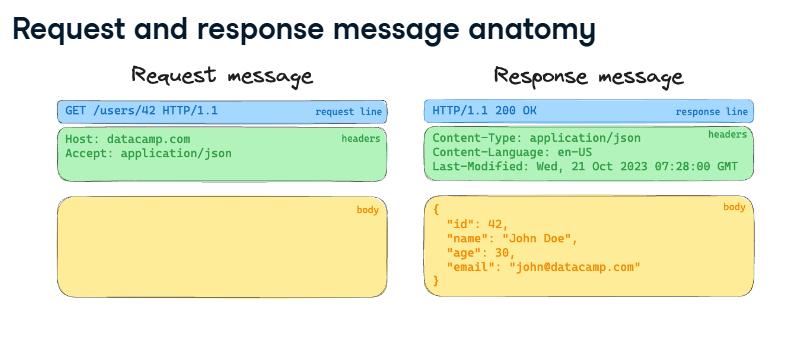 Request and response message anatomy
Request message
GET /users/42 HTTP/1.1
request line
Host: datacamp.com
headers
Accept: application/json
body
Response message
HTTP/1.1 200 OK
response line
headers
Content-Type: application/json
Content-Language: en-US
Last-Modified: Wed, 21 Oct 2023 07:28:00 GMT
body
{
"id": 42,
"name": "John Doe",
"age": 30,
"email": "john@datacamp.com"
}